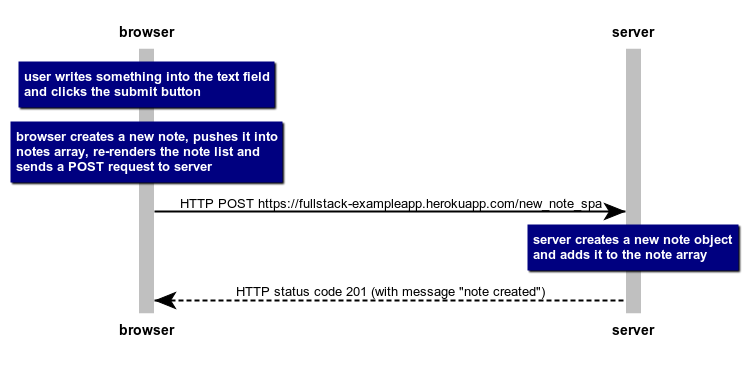 browser
server
user writes something into the text field
and clicks the submit button
browser creates a new note, pushes it into
notes array, re-renders the note list and
sends a POST request to server
HTTP POST https://fullstack-exampleapp.herokuapp.com/new_note_spa
server creates a new note object
and adds it to the note array
HTTP status code 201 (with message "note created")
browser
server